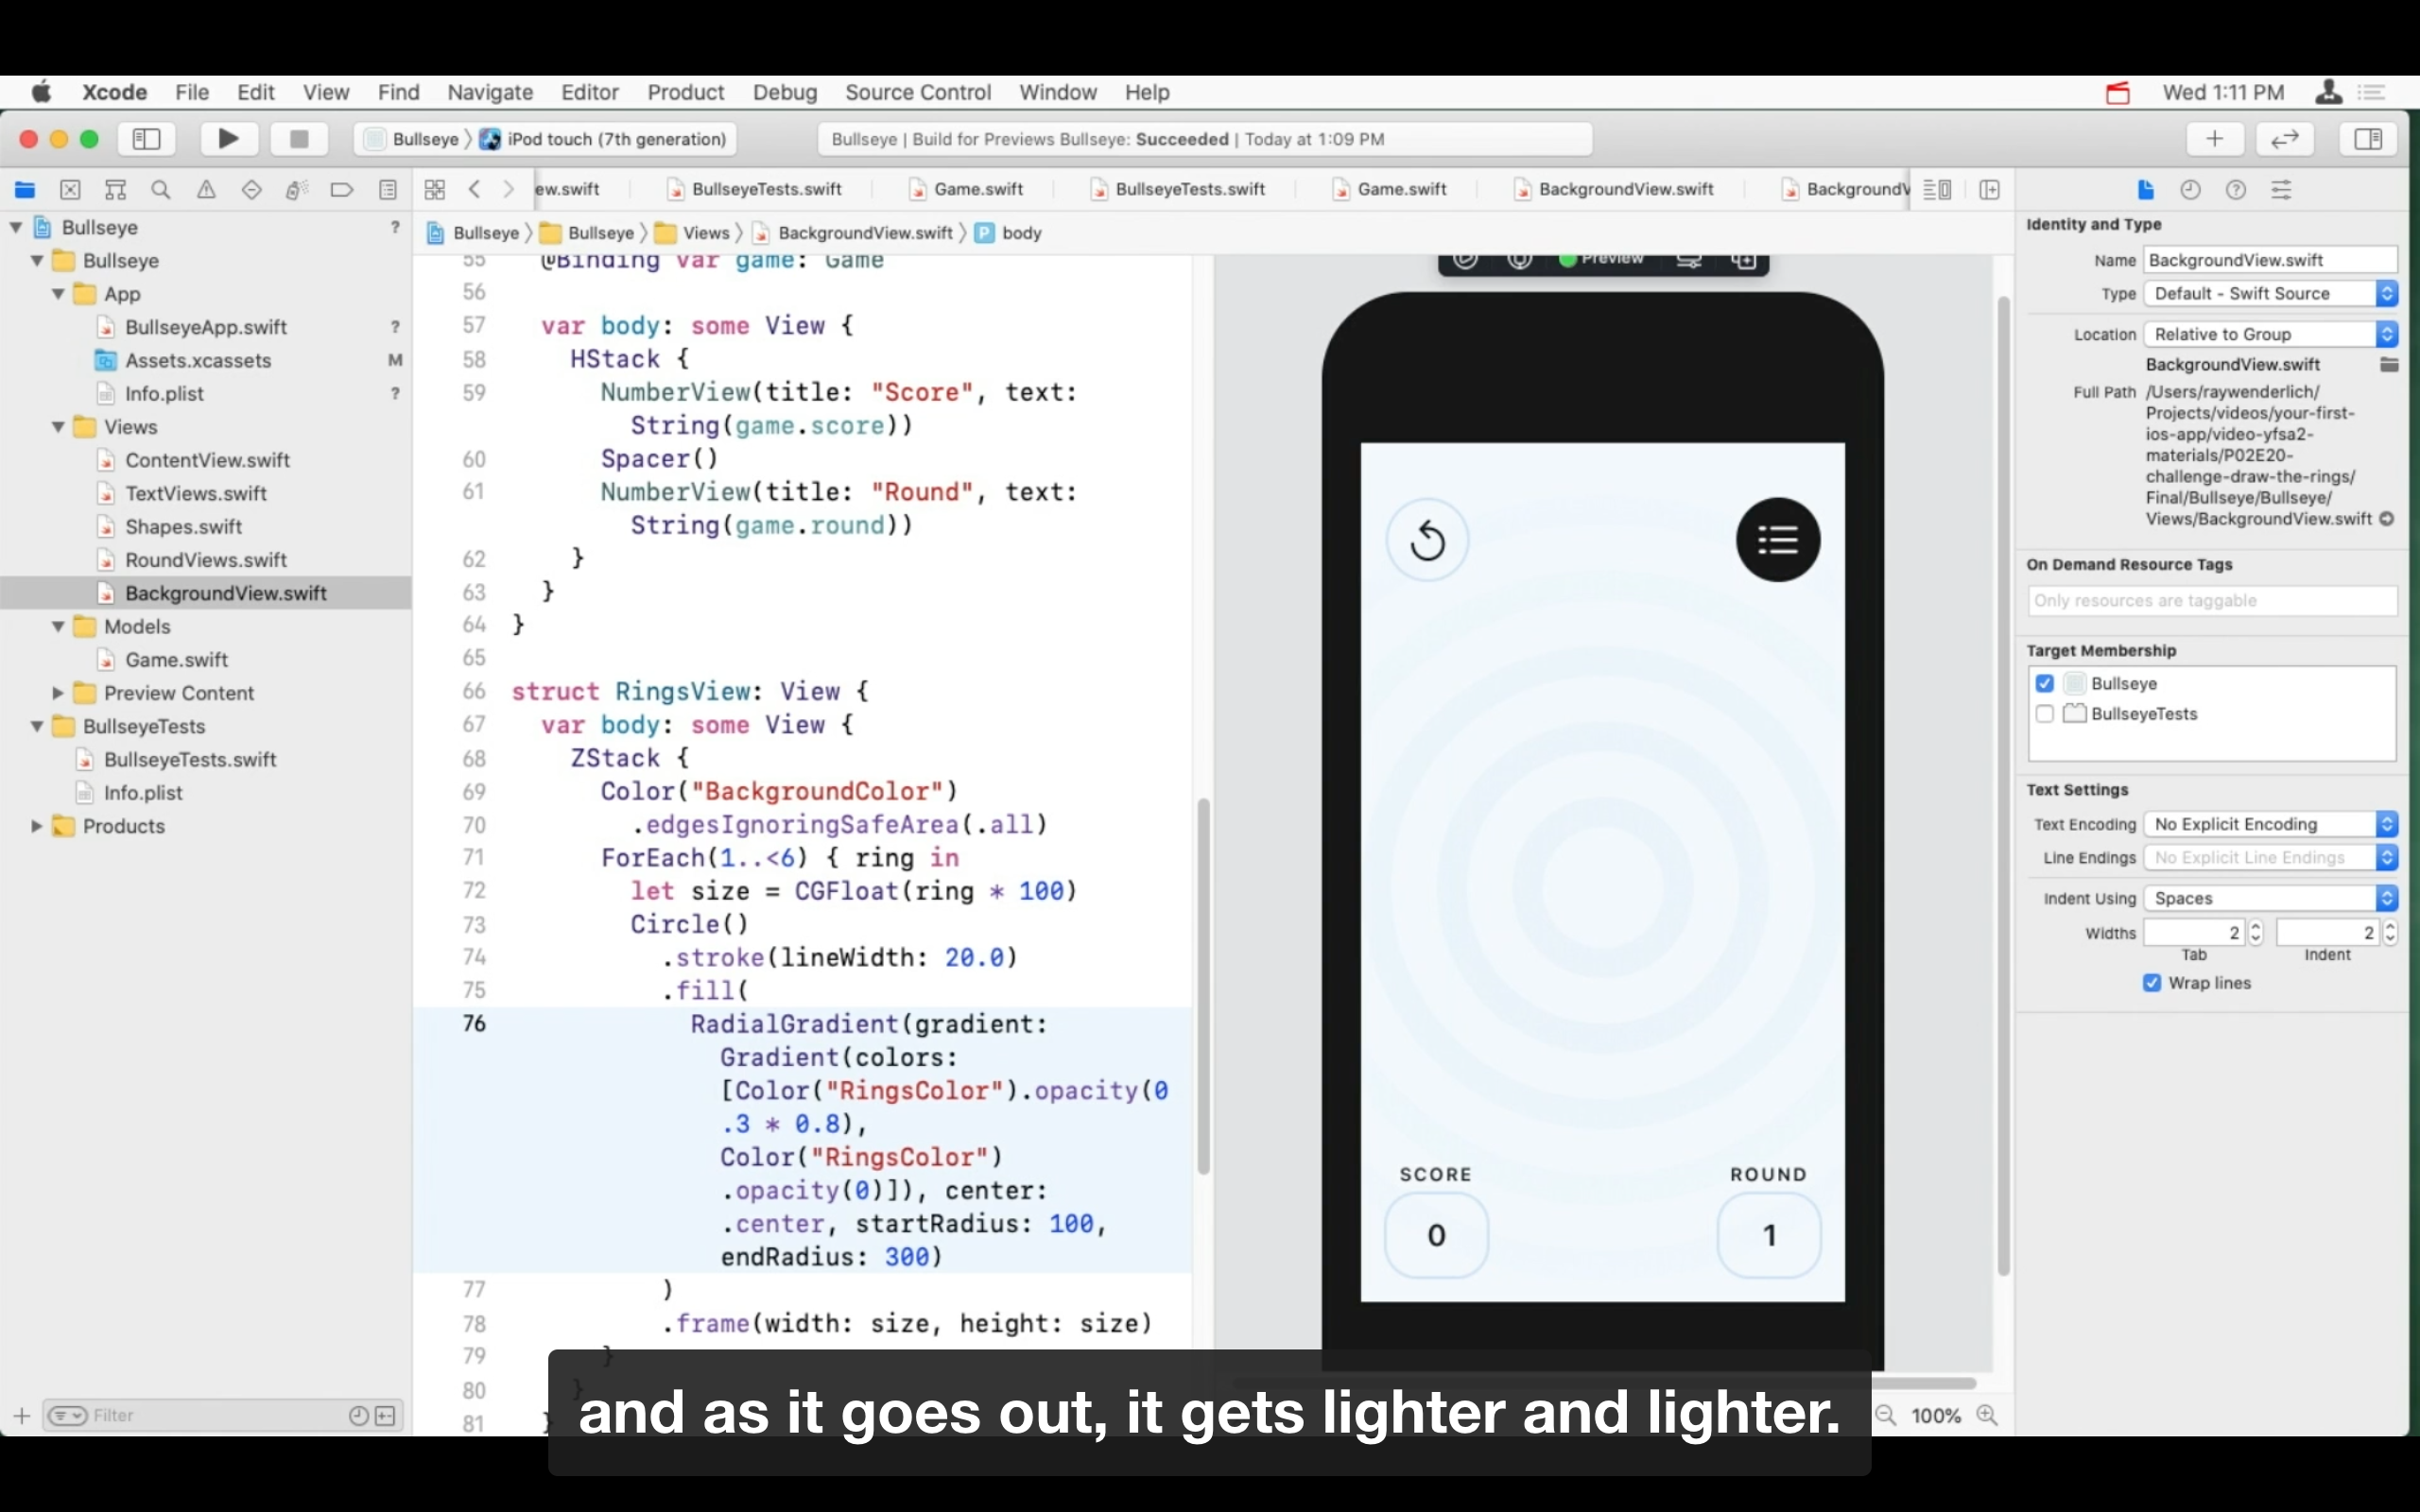 Xcode File Edit View Find Navigate Editor Product Debug Source Control Window Help Wed 1:11 PM
Bullseye iPod touch (7th generation) Bullseye | Build for Previews Bullseye: Succeeded | Today at 1:09 PM
ew.swift BullseyeTests.swift Game.swift BullseyeTests.swift Game.swift BackgroundView.swift BackgroundV
Bullseye Bullseye Views BackgroundView.swift P body
Bullseye ?
Bullseye
App
BullseyeApp.swift ?
Assets.xcassets M
Info.plist ?
Views
ContentView.swift
TextViews.swift
Shapes.swift
RoundViews.swift
BackgroundView.swift
Models
Game.swift
Preview Content
BullseyeTests
BullseyeTests.swift
Info.plist
Products
Filter
55 @Binding var game: Game
56
57 var body: some View {
58 HStack {
59 NumberView(title: "Score", text:
String(game.score))
60 Spacer()
61 NumberView(title: "Round", text:
String(game.round))
62 }
63 }
64 }
65
66 struct RingsView: View {
67 var body: some View {
68 ZStack {
69 Color("BackgroundColor")
70 .edgesIgnoringSafeArea(.all)
71 ForEach(1..<6) { ring in
72 let size = CGFloat(ring * 100)
73 Circle()
74 .stroke(lineWidth: 20.0)
75 .fill(
76 RadialGradient(gradient:
Gradient(colors:
[Color("RingsColor").opacity(0
.3 * 0.8),
Color("RingsColor")
.opacity(0)]), center:
.center, startRadius: 100,
endRadius: 300)
77 )
78 .frame(width: size, height: size)
79 }
80 }
81 }
Preview
SCORE ROUND
0 1
100%
Identity and Type
Name BackgroundView.swift
Type Default - Swift Source
Location Relative to Group
BackgroundView.swift
Full Path /Users/raywenderlich/
Projects/videos/your-first-
ios-app/video-yfsa2-
materials/P02E20-
challenge-draw-the-rings/
Final/Bullseye/Bullseye/
Views/BackgroundView.swift
On Demand Resource Tags
Only resources are taggable
Target Membership
Bullseye
BullseyeTests
Text Settings
Text Encoding No Explicit Encoding
Line Endings No Explicit Line Endings
Indent Using Spaces
Widths 2 2
Tab Indent
Wrap lines
and as it goes out, it gets lighter and lighter.